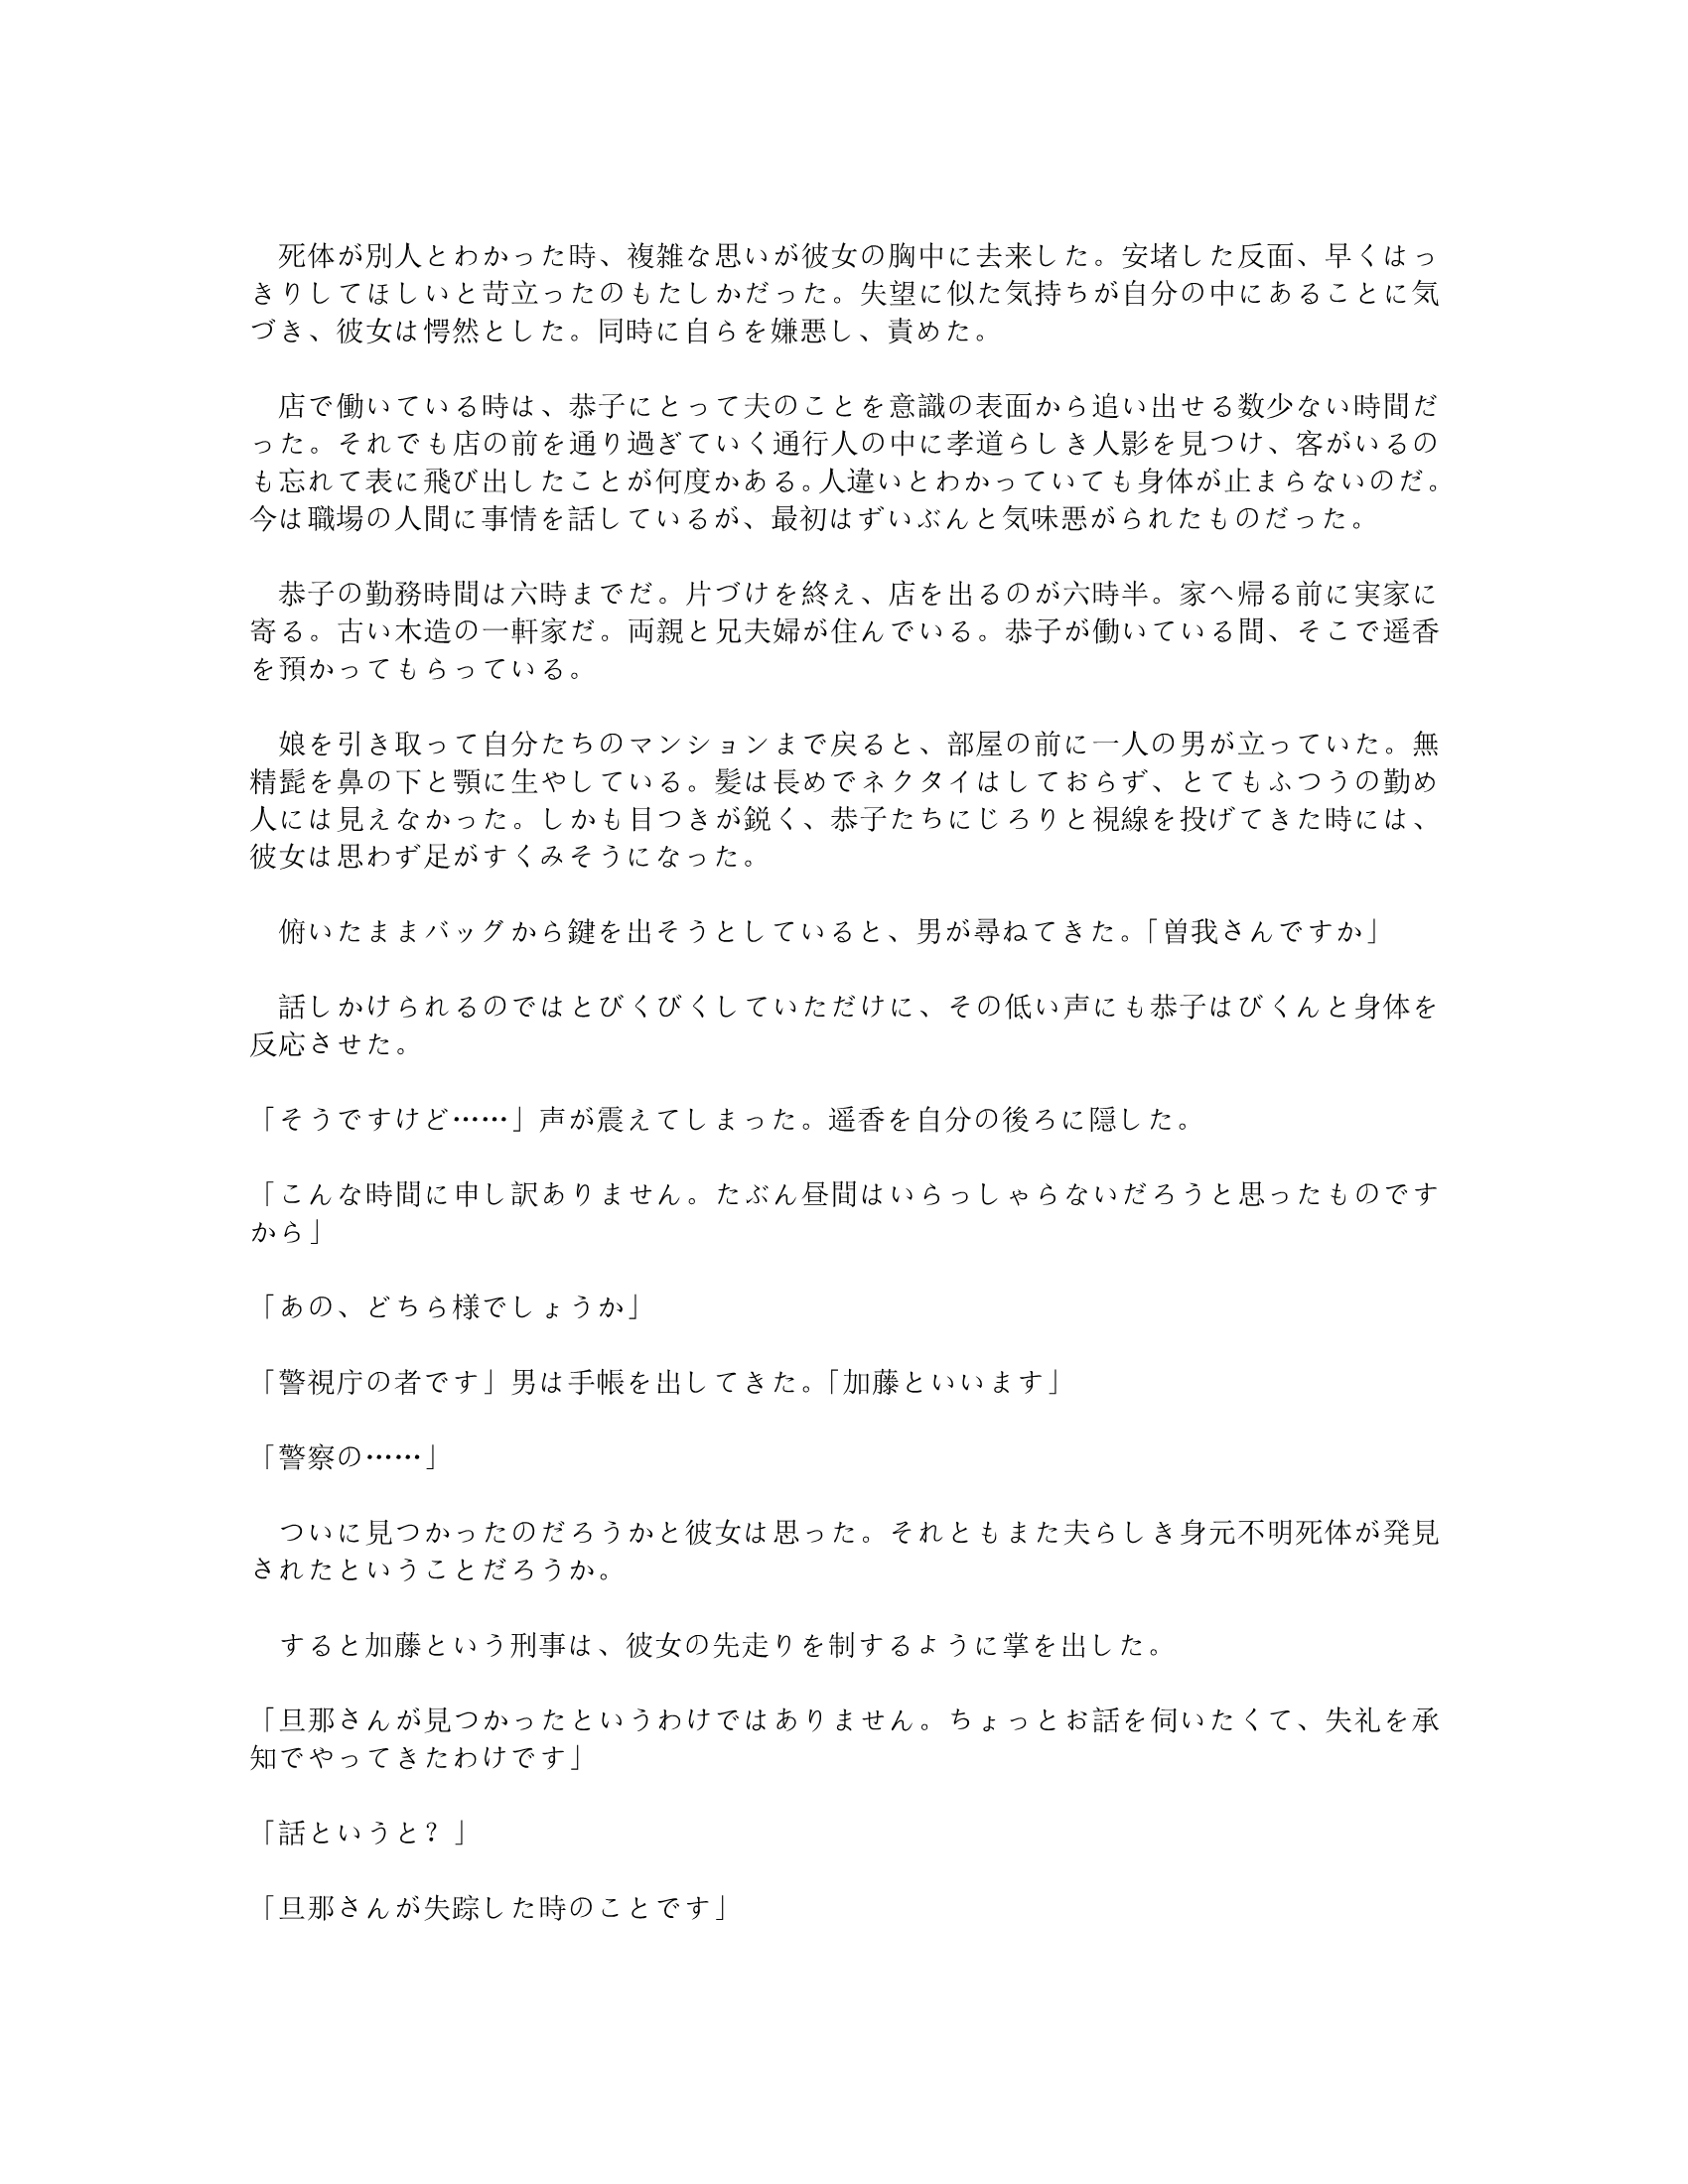 死体が別人とわかった時、複雑な思いが彼女の胸中に去来した。安堵した反面、早くはっ
きりしてほしいと苛立ったのもたしかだった。失望に似た気持ちが自分の中にあることに気
づき、彼女は愕然とした。同時に自らを嫌悪し、責めた。
　店で働いている時は、恭子にとって夫のことを意識の表面から追い出せる数少ない時間だ
った。それでも店の前を通り過ぎていく通行人の中に孝道らしき人影を見つけ、客がいるの
も忘れて表に飛び出したことが何度かある。人違いとわかっていても身体が止まらないのだ。
今は職場の人間に事情を話しているが、最初はずいぶんと気味悪がられたものだった。
　恭子の勤務時間は六時までだ。片づけを終え、店を出るのが六時半。家へ帰る前に実家に
寄る。古い木造の一軒家だ。両親と兄夫婦が住んでいる。恭子が働いている間、そこで遥香
を預かってもらっている。
　娘を引き取って自分たちのマンションまで戻ると、部屋の前に一人の男が立っていた。無
精髭を鼻の下と顎に生やしている。髪は長めでネクタイはしておらず、とてもふつうの勤め
人には見えなかった。しかも目つきが鋭く、恭子たちにじろりと視線を投げてきた時には、
彼女は思わず足がすくみそうになった。
　俯いたままバッグから鍵を出そうとしていると、男が尋ねてきた。「曽我さんですか」
　話しかけられるのではとびくびくしていただけに、その低い声にも恭子はびくんと身体を
反応させた。
「そうですけど……」声が震えてしまった。遥香を自分の後ろに隠した。
「こんな時間に申し訳ありません。たぶん昼間はいらっしゃらないだろうと思ったものです
から」
「あの、どちら様でしょうか」
「警視庁の者です」男は手帳を出してきた。「加藤といいます」
「警察の……」
　ついに見つかったのだろうかと彼女は思った。それともまた夫らしき身元不明死体が発見
されたということだろうか。
　すると加藤という刑事は、彼女の先走りを制するように掌を出した。
「旦那さんが見つかったというわけではありません。ちょっとお話を伺いたくて、失礼を承
知でやってきたわけです」
「話というと？」
「旦那さんが失踪した時のことです」